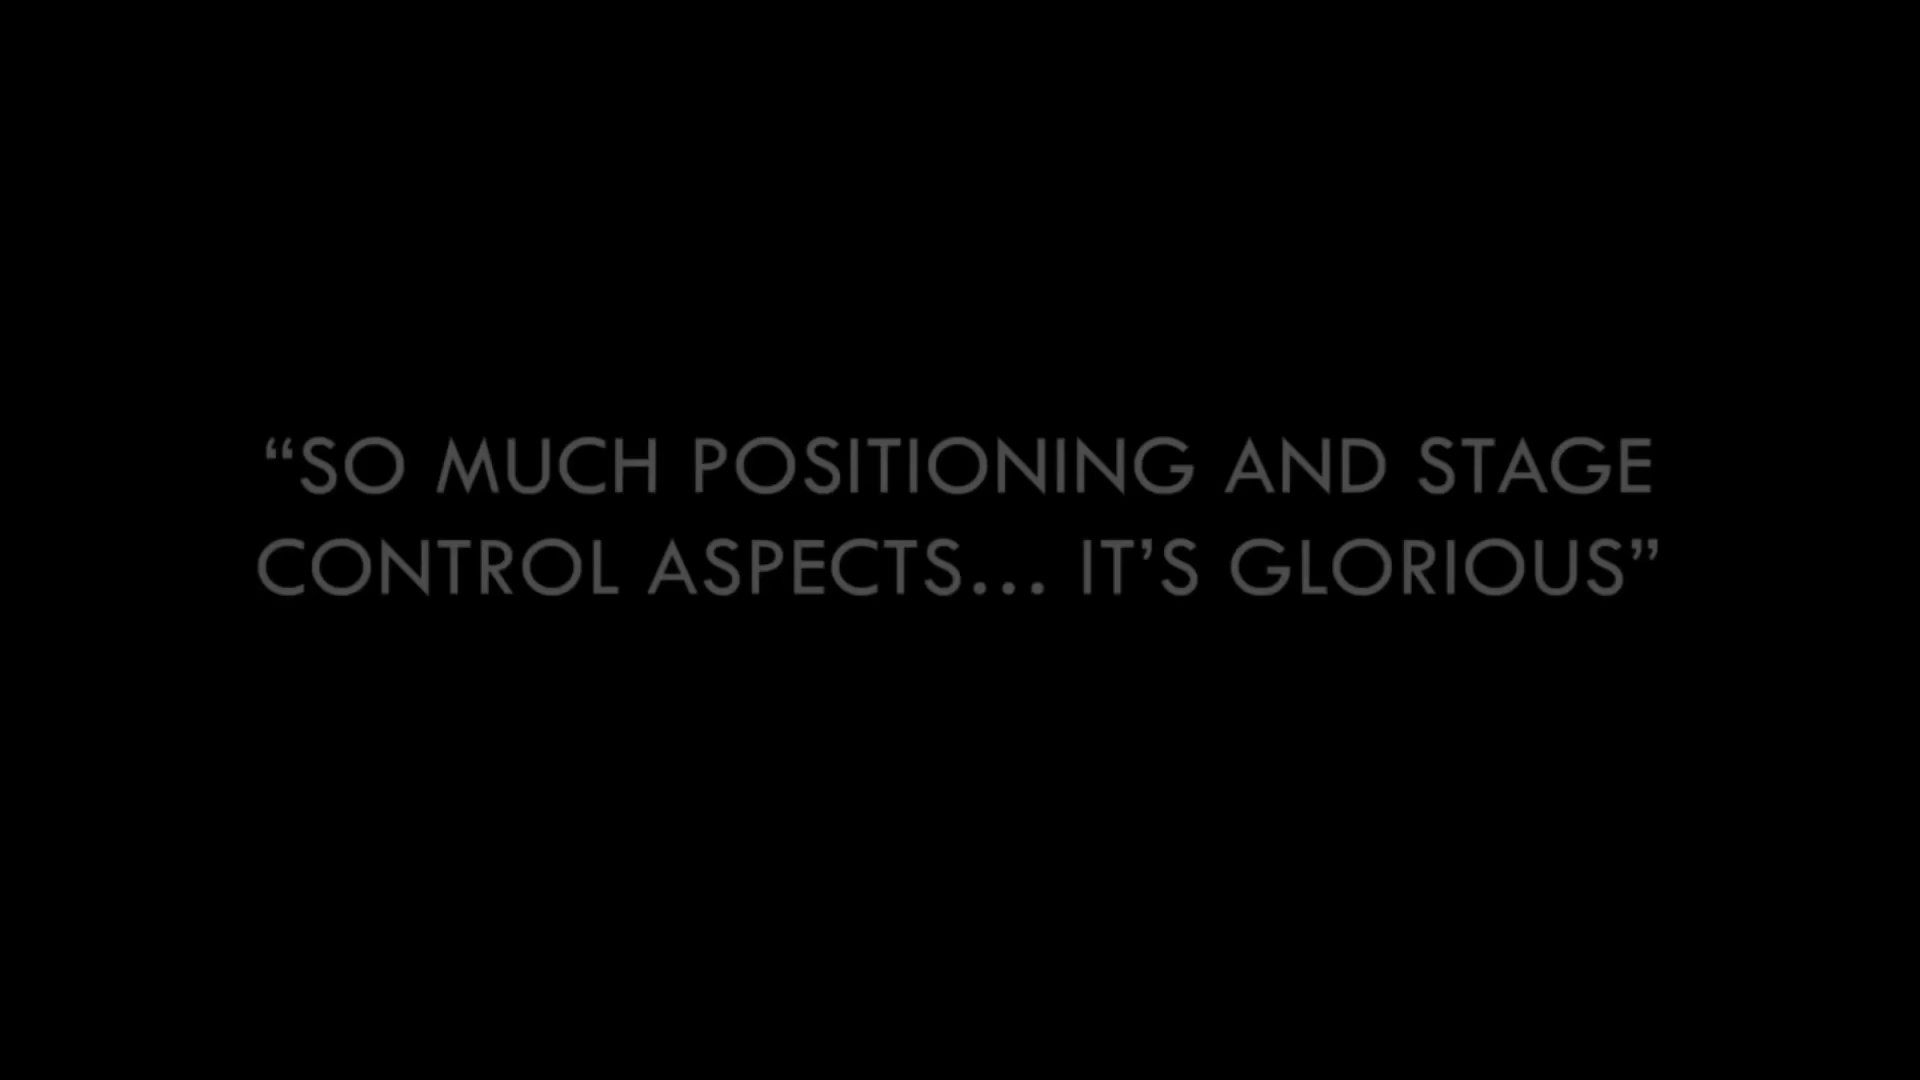 “SO MUCH POSITIONING AND STAGE
CONTROL ASPECTS... IT’S GLORIOUS”